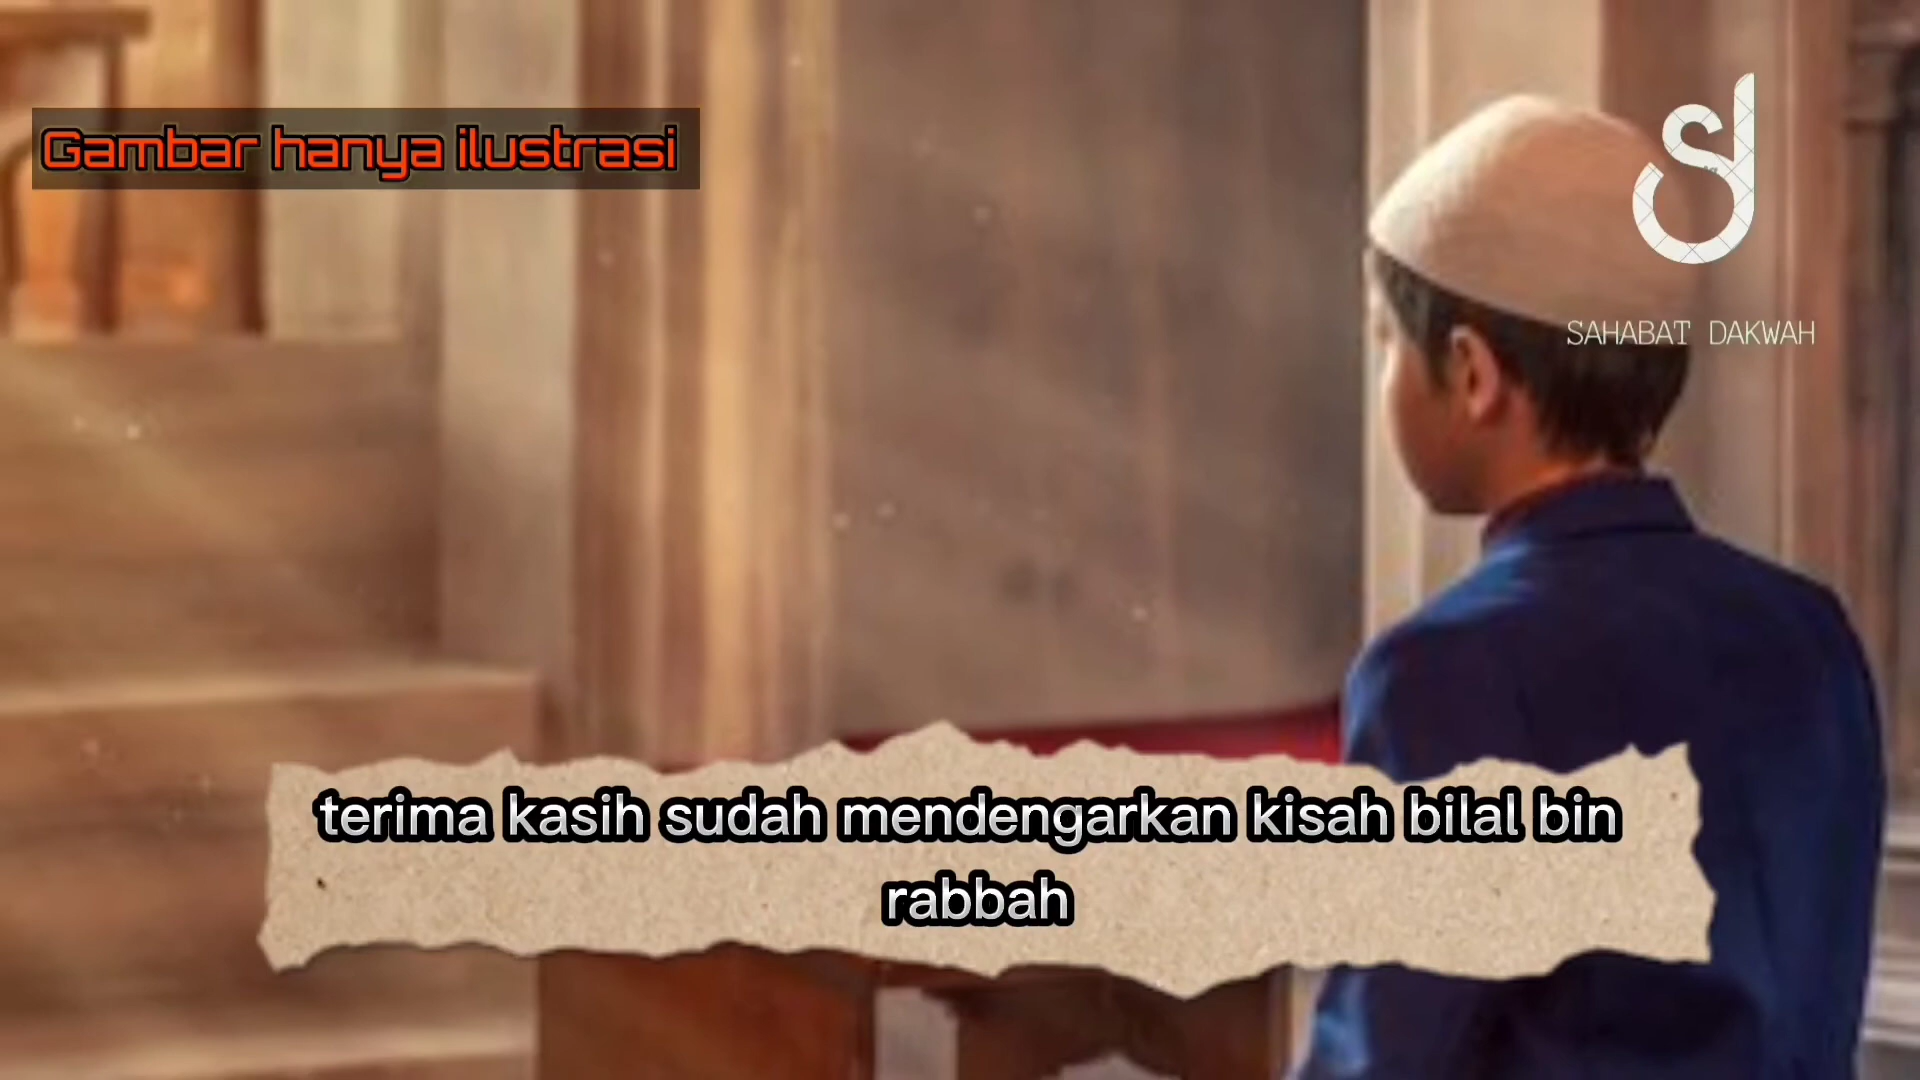 Gambar hanya ilustrasi
SAHABAT DAKWAH
terima kasih sudah mendengarkan kisah bilal bin
rabbah